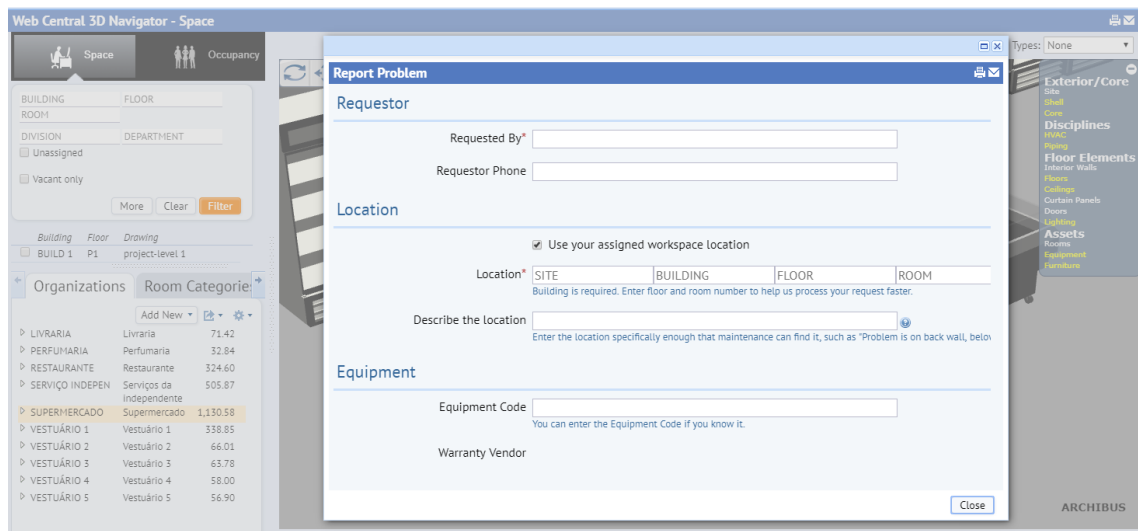 Web Central 3D Navigator - Space
Space
Occupancy
BUILDING FLOOR
ROOM
DIVISION DEPARTMENT
Unassigned
Vacant only
More Clear Filter
Building Floor Drawing
BUILD 1 P1 project-level 1
Organizations Room Categorie
Add New
LIVRARIA Livraria 71.42
PERFUMARIA Perfumaria 32.84
RESTAURANTE Restaurante 324.60
SERVIÇO INDEPEN Serviços da 505.87
independente
SUPERMERCADO Supermercado 1,130.58
VESTUÁRIO 1 Vestuário 1 338.85
VESTUÁRIO 2 Vestuário 2 66.01
VESTUÁRIO 3 Vestuário 3 63.78
VESTUÁRIO 4 Vestuário 4 58.00
VESTUÁRIO 5 Vestuário 5 56.90
Report Problem
Requestor
Requested By*
Requestor Phone
Location
Use your assigned workspace location
Location* SITE BUILDING FLOOR ROOM
Building is required. Enter floor and room number to help us process your request faster.
Describe the location
Enter the location specifically enough that maintenance can find it, such as "Problem is on back wall, belov
Equipment
Equipment Code
You can enter the Equipment Code if you know it.
Warranty Vendor
Close
Types: None
Exterior/Core
Site
Shell
Core
Disciplines
HVAC
Piping
Floor Elements
Interior Walls
Floors
Ceilings
Curtain Panels
Doors
Lighting
Assets
Rooms
Equipment
Furniture
ARCHIBUS